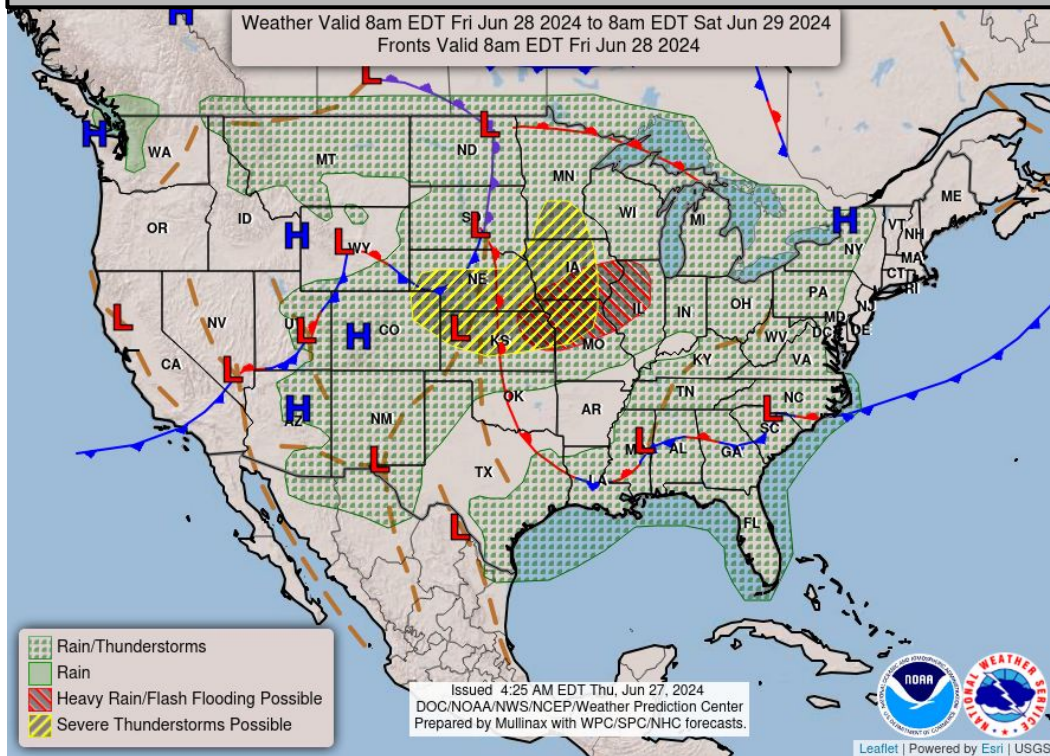 Weather Valid 8am EDT Fri Jun 28 2024 to 8am EDT Sat Jun 29 2024
Fronts Valid 8am EDT Fri Jun 28 2024
H
L
H
WA
MT
ND
L
MN
ME
OR
ID
H
L
WY
L
WI
MI
H
VT
NH
NY
MA
CT
RI
L
NV
UT
L
H
CO
NE
IA
IL
IN
OH
PA
NJ
MD
DE
DC
WV
VA
CA
L
L
KS
MO
KY
H
AZ
NM
OK
AR
TN
NC
L
SC
L
TX
L
LA
L
AL
GA
FL
Rain/Thunderstorms
Rain
Heavy Rain/Flash Flooding Possible
Severe Thunderstorms Possible
Issued 4:25 AM EDT Thu, Jun 27, 2024
DOC/NOAA/NWS/NCEP/Weather Prediction Center
Prepared by Mullinax with WPC/SPC/NHC forecasts.
NOAA
NATIONAL WEATHER SERVICE
Leaflet | Powered by Esri | USGS